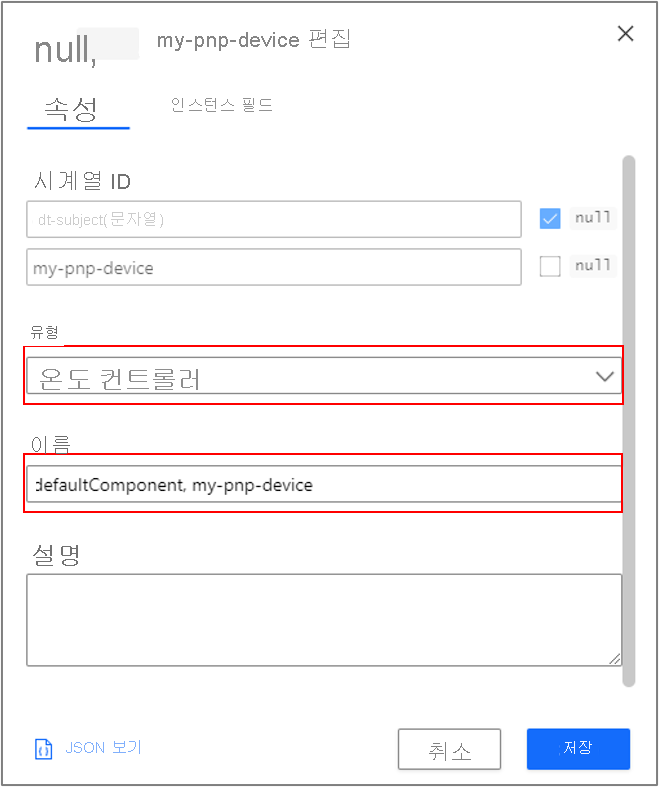 null, my-pnp-device 편집
속성 인스턴스 필드
시계열 ID
dt-subject(문자열) null
my-pnp-device null
유형
온도 컨트롤러
이름
defaultComponent, my-pnp-device
설명
JSON 보기 취소 저장